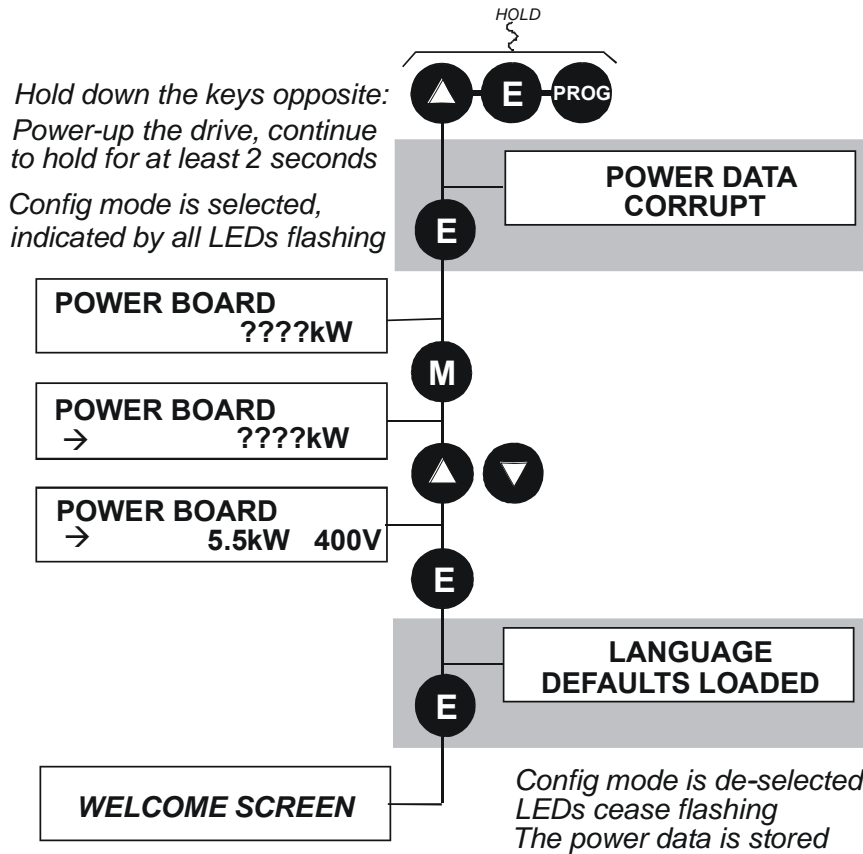 HOLD
Hold down the keys opposite:
E PROG
Power-up the drive, continue
to hold for at least 2 seconds
POWER DATA
CORRUPT
Config mode is selected,
indicated by all LEDs flashing
E
POWER BOARD
????kW
M
POWER BOARD
→ ????kW
POWER BOARD
→ 5.5kW 400V
E
LANGUAGE
DEFAULTS LOADED
E
WELCOME SCREEN
Config mode is de-selected
LEDs cease flashing
The power data is stored